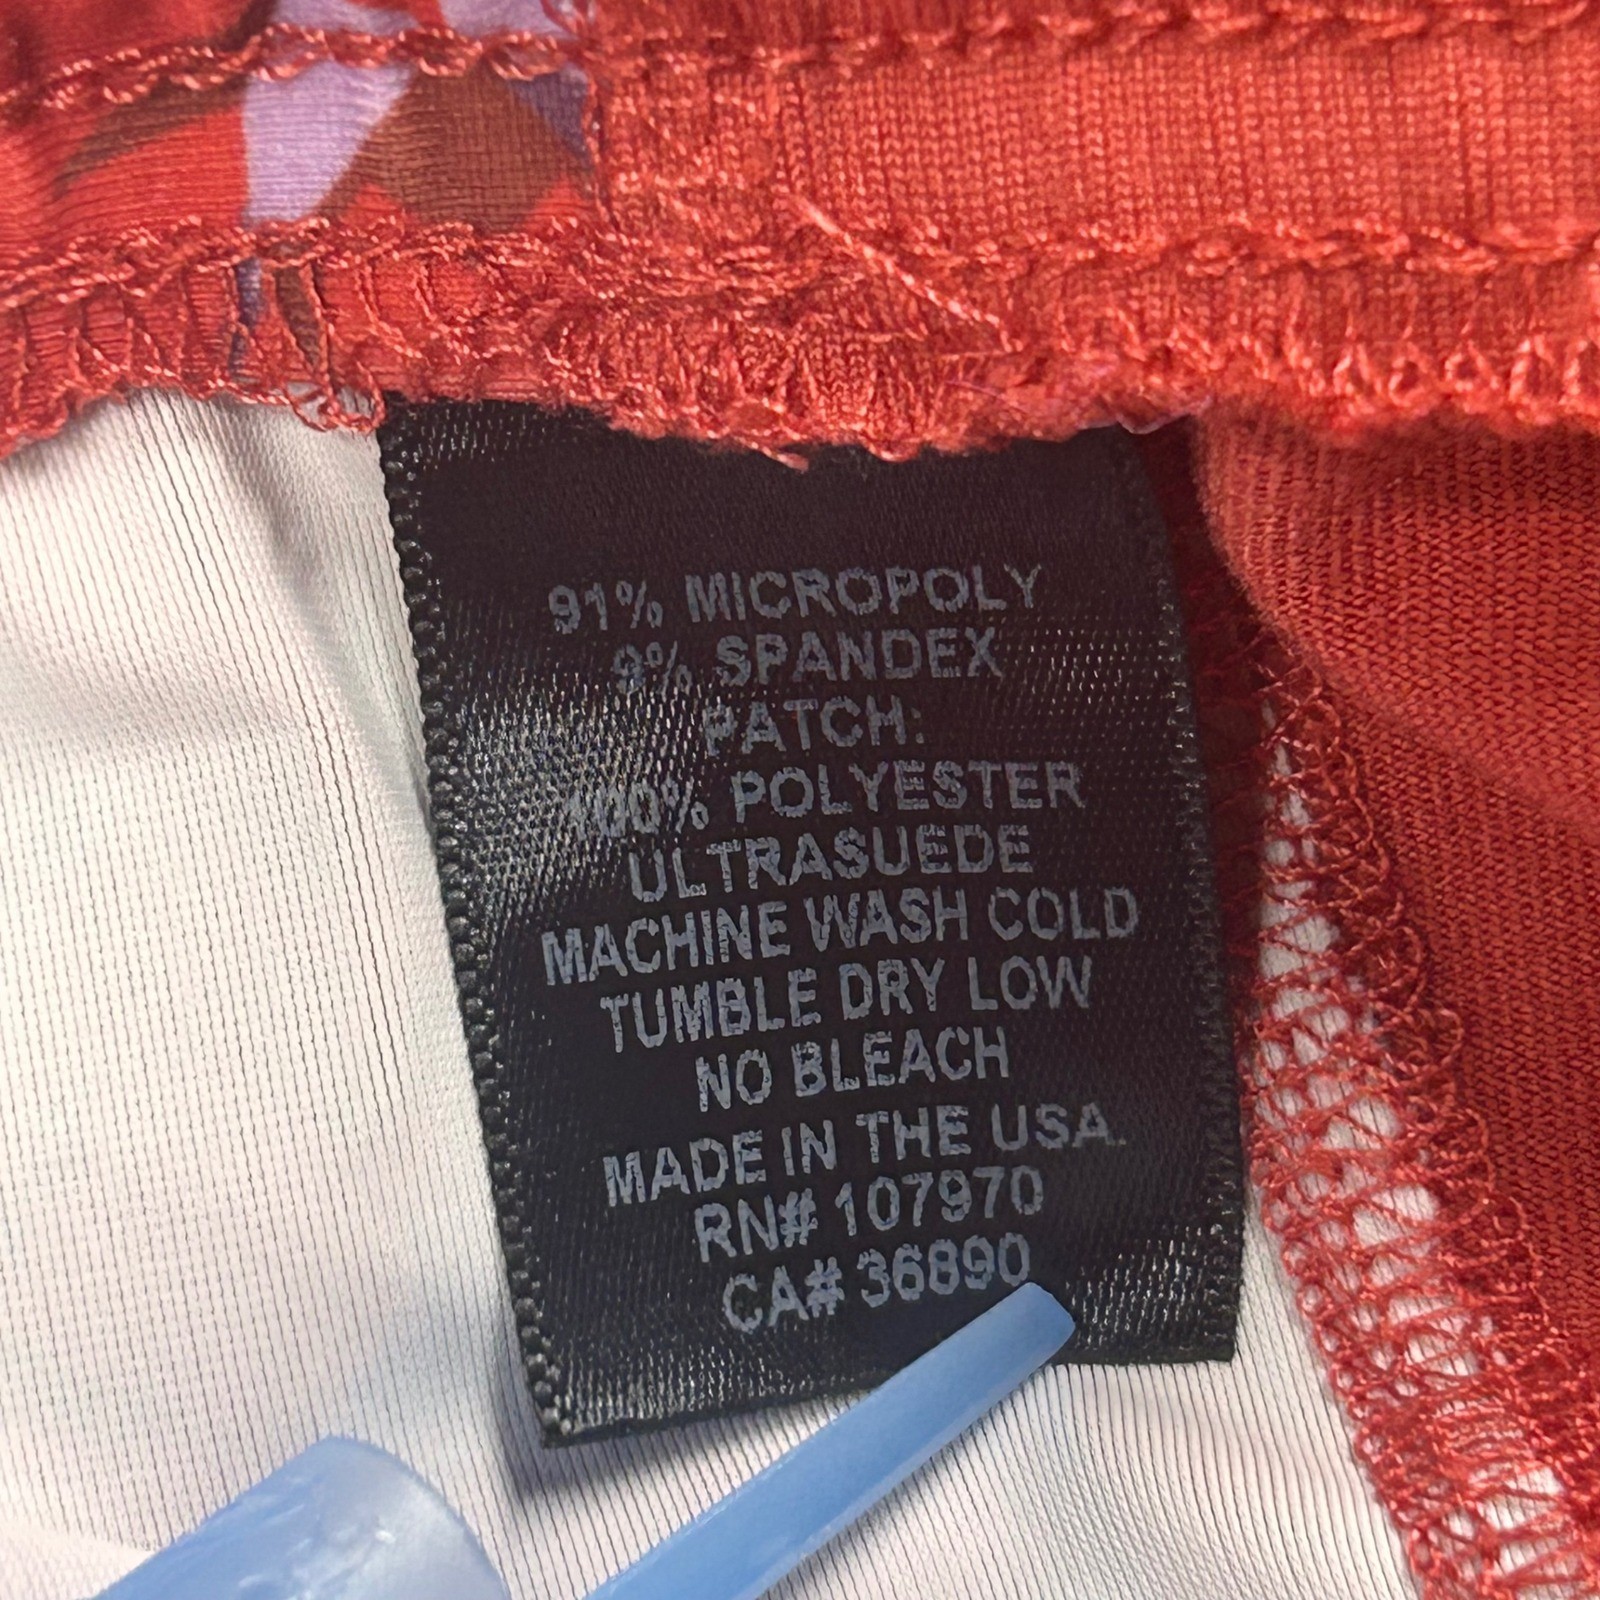 91% MICROPOLY
9% SPANDEX
PATCH:
100% POLYESTER
ULTRASUEDE
MACHINE WASH COLD
TUMBLE DRY LOW
NO BLEACH
MADE IN THE USA.
RN# 107970
CA# 36890